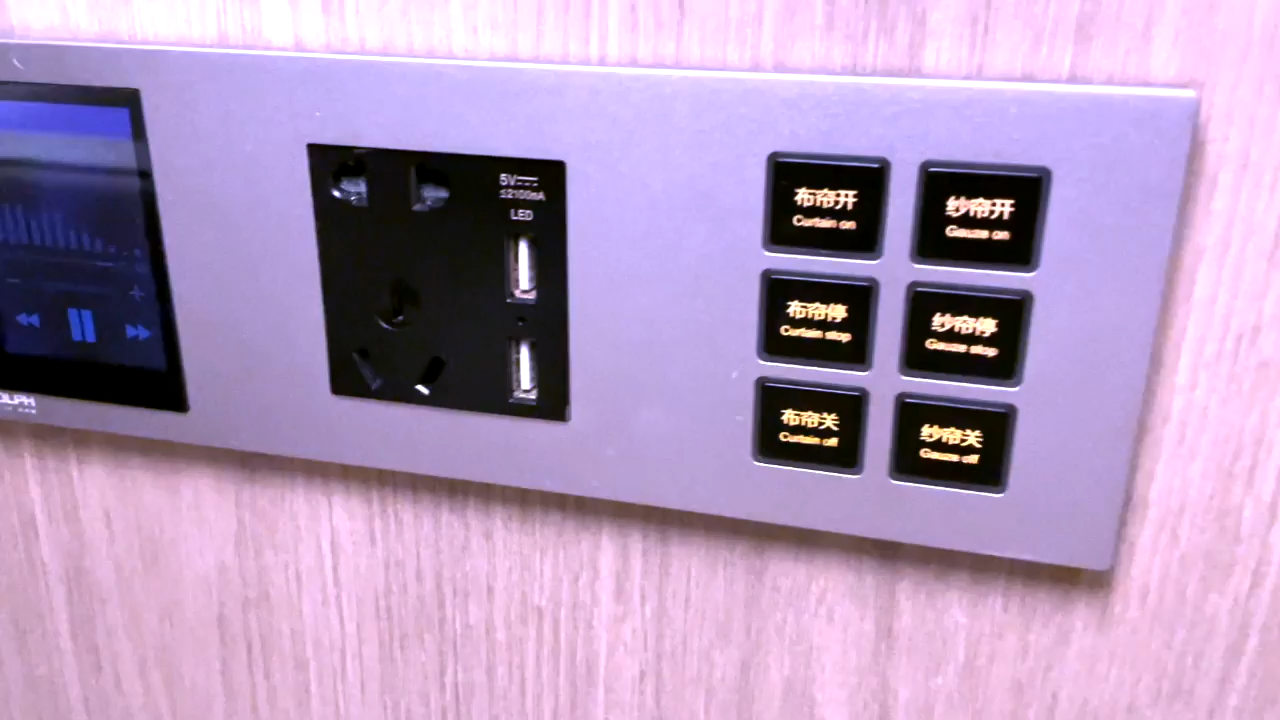 5V
≤2100mA
LED
布帘开
Curtain on
纱帘开
Gauze on
布帘停
Curtain stop
纱帘停
Gauze stop
布帘关
Curtain off
纱帘关
Gauze off